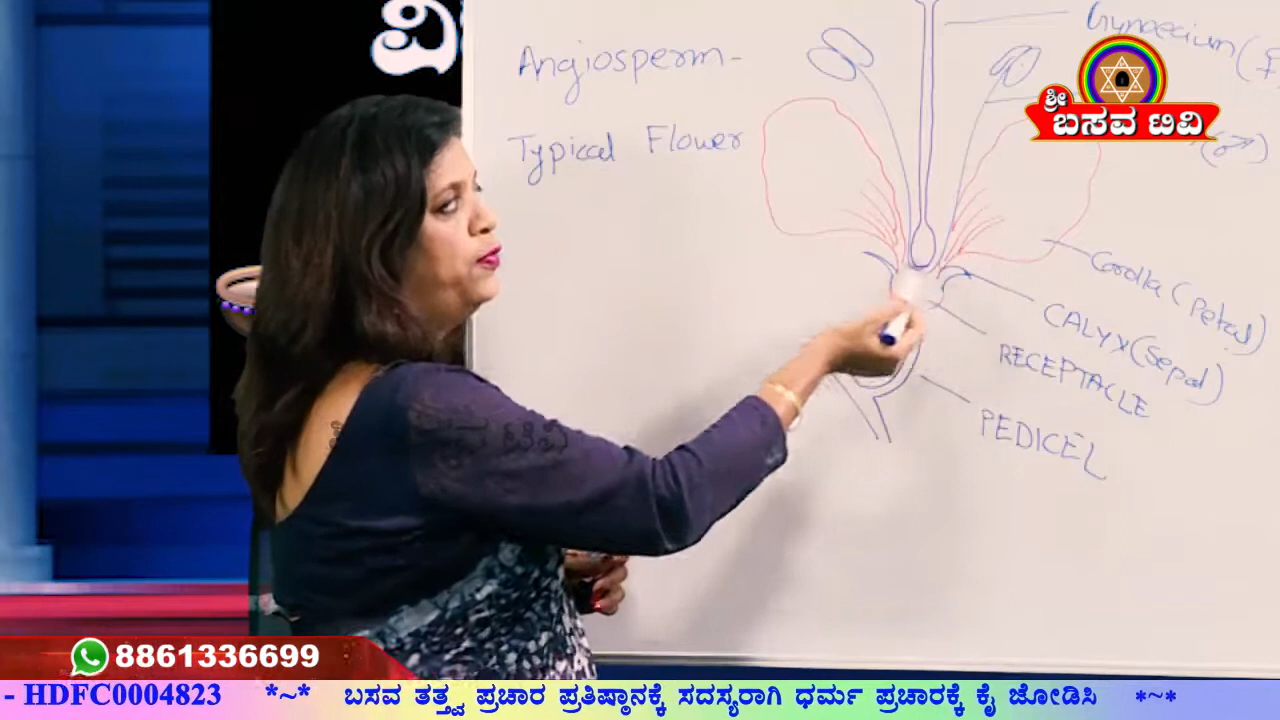 ವಿ
Angiosperm-
Typical Flower
Gynoecium (
ಶ್ರೀ
ಬಸವ ಟಿವಿ
(♂)
Corolla (Petal)
CALYX (Sepal)
RECEPTACLE
PEDICEL
8861336699
- HDFC0004823 *~* ಬಸವ ತತ್ತ್ವ ಪ್ರಚಾರ ಪ್ರತಿಷ್ಠಾನಕ್ಕೆ ಸದಸ್ಯರಾಗಿ ಧರ್ಮ ಪ್ರಚಾರಕ್ಕೆ ಕೈ ಜೋಡಿಸಿ *~*